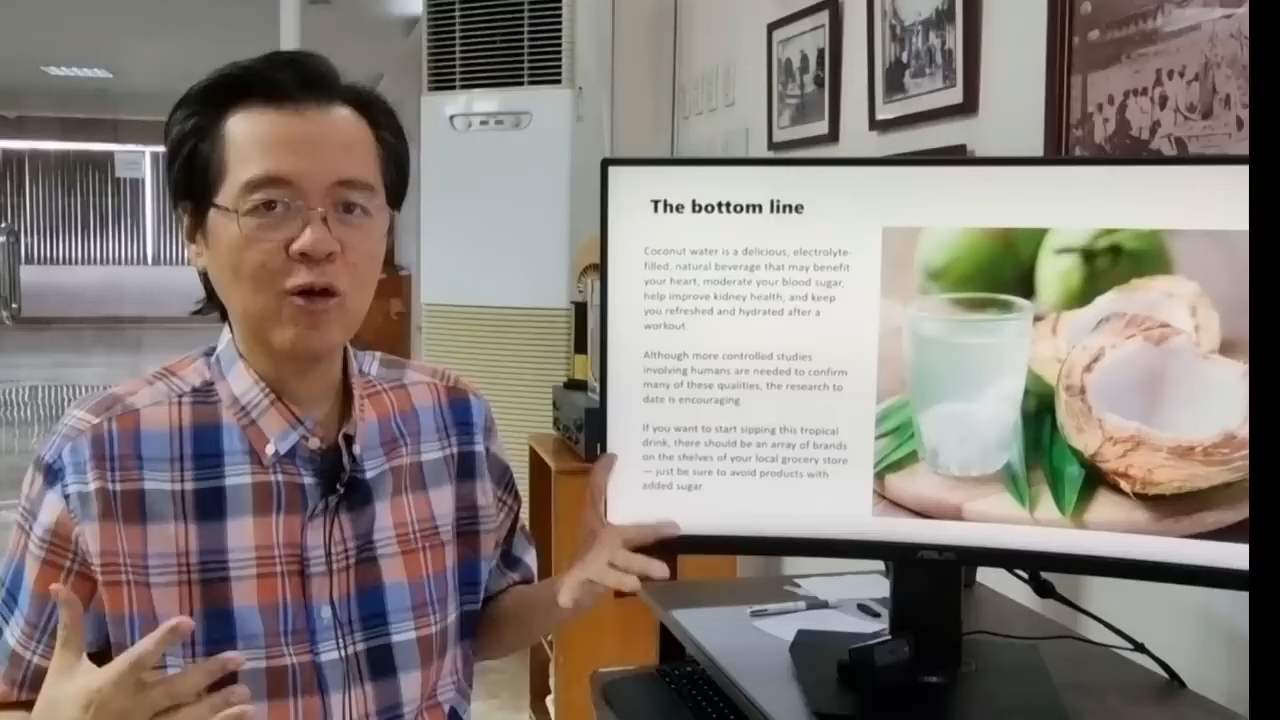 The bottom line
Coconut water is a delicious, electrolyte-
filled, natural beverage that may benefit
your heart, moderate your blood sugar,
help improve kidney health, and keep
you refreshed and hydrated after a
workout.
Although more controlled studies
involving humans are needed to confirm
many of these qualities, the research to
date is encouraging.
If you want to start sipping this tropical
drink, there should be an array of brands
on the shelves of your local grocery store
— just be sure to avoid products with
added sugar.
ASUS